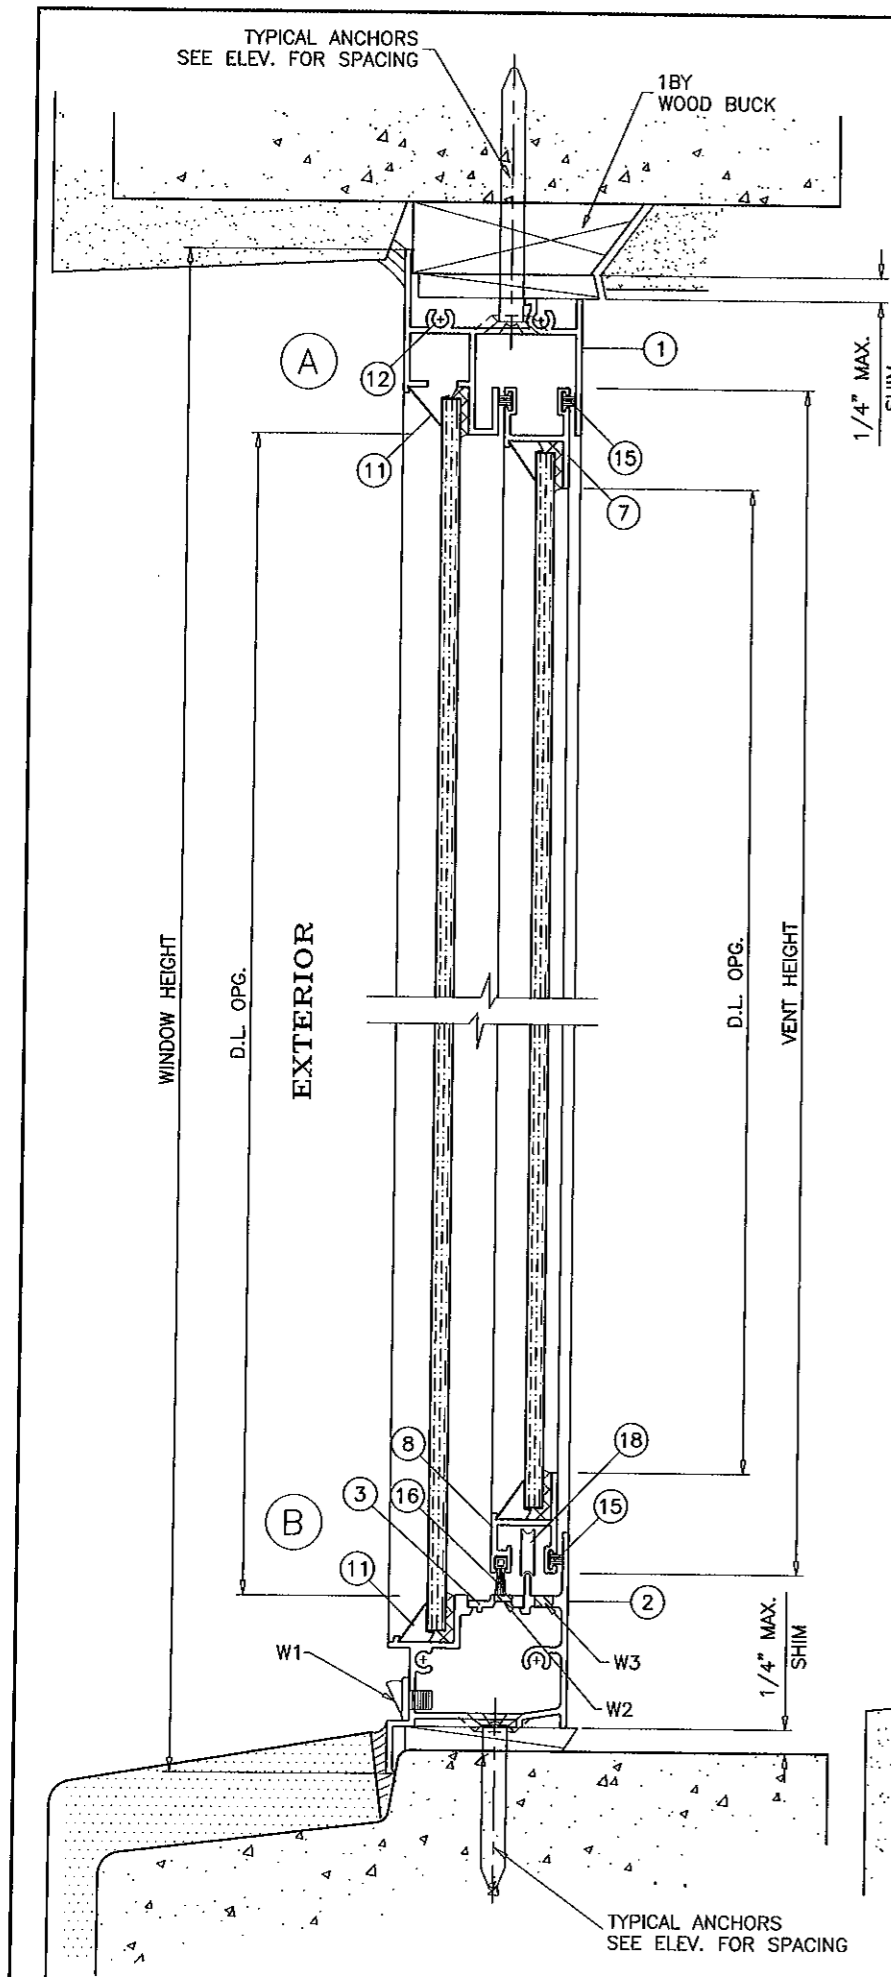 TYPICAL ANCHORS
SEE ELEV. FOR SPACING
1BY
WOOD BUCK
A
12
1
11
15
7
1/4" MAX.
SHIM
WINDOW HEIGHT
D.L. OPG.
EXTERIOR
D.L. OPG.
VENT HEIGHT
8
18
3
16
B
15
11
2
W1
W3
W2
1/4" MAX.
SHIM
TYPICAL ANCHORS
SEE ELEV. FOR SPACING